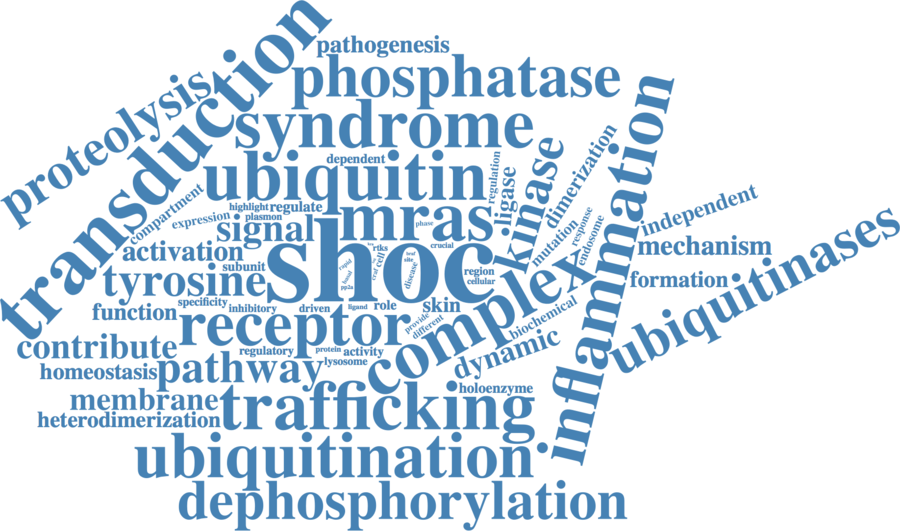 pathogenesis
phosphatase
proteolysis
transduction
syndrome
dependent
ubiquitin
regulation
ligase
kinase
dimerization
inflammation
compartment
highlight
regulate
expression
plasmon
signal
mras
phase
mutation
response
endosome
independent
mechanism
ubiquitinases
activation
shoc
rtks
crucial
cell
braf
site
rapid
disease
pp2a
subunit
tyrosine
region
cellular
complex
formation
specificity
inhibitory
driven
ligand
role
skin
function
receptor
provide
different
biochemical
contribute
regulatory
protein
activity
dynamic
homeostasis
pathway
lysosome
membrane
trafficking
holoenzyme
heterodimerization
ubiquitination
dephosphorylation